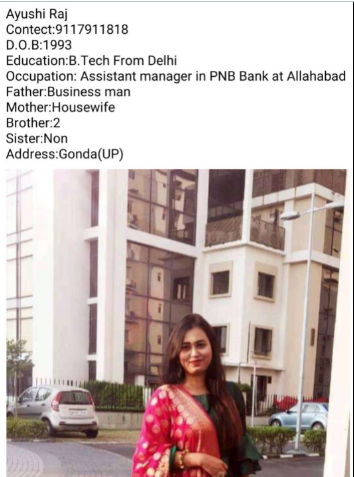 Ayushi Raj
Contect:9117911818
D.O.B:1993
Education:B.Tech From Delhi
Occupation: Assistant manager in PNB Bank at Allahabad
Father:Business man
Mother:Housewife
Brother:2
Sister:Non
Address:Gonda(UP)